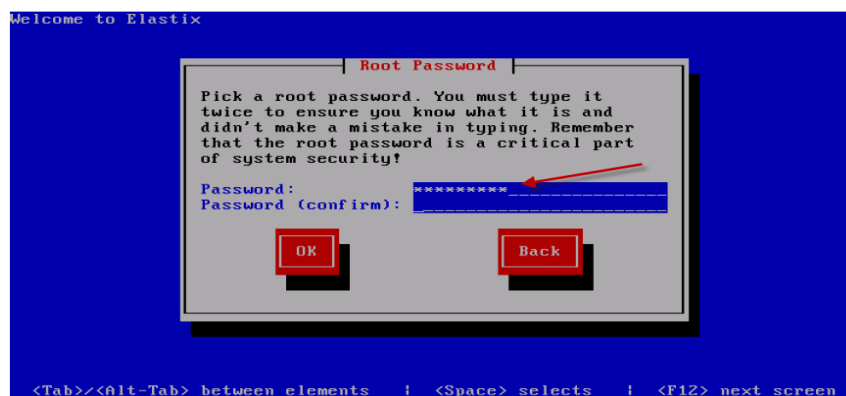 Welcome to Elastix
Root Password
Pick a root password. You must type it
twice to ensure you know what it is and
didn't make a mistake in typing. Remember
that the root password is a critical part
of system security!
Password: *********_______________
Password (confirm): ________________________
OK Back
<Tab>/<Alt-Tab> between elements | <Space> selects | <F12> next screen